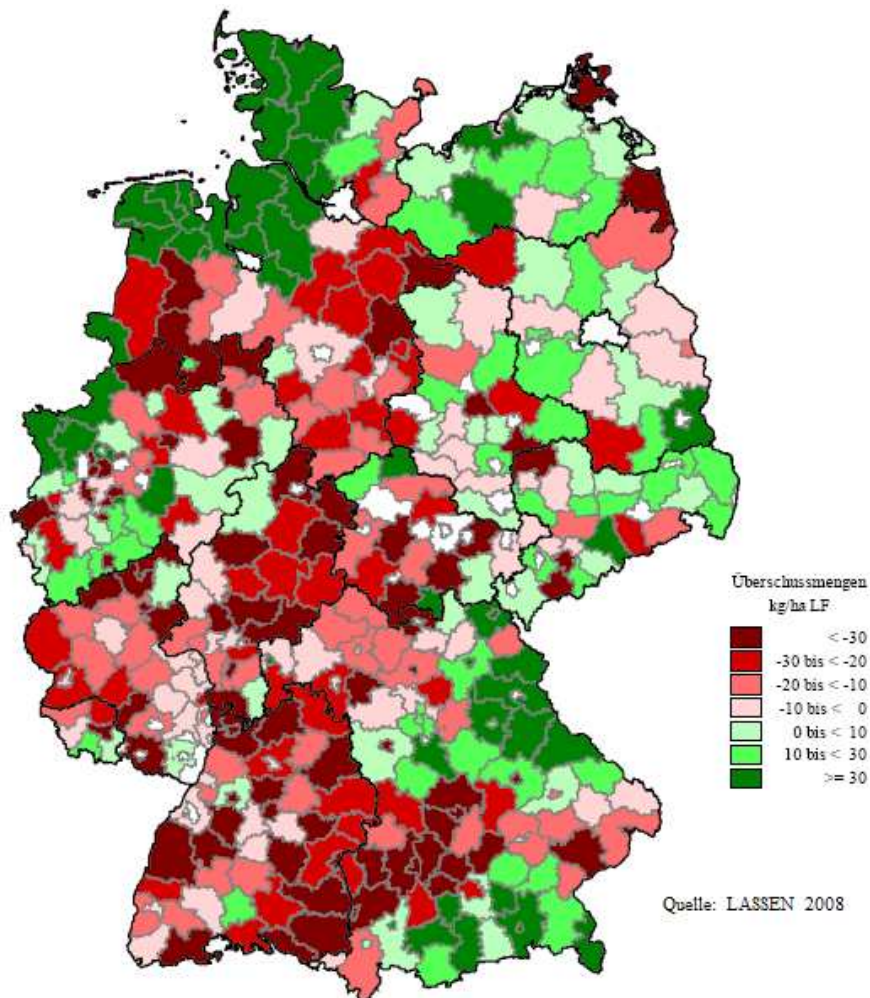 Überschussmengen
kg/ha LF
< -30
-30 bis < -20
-20 bis < -10
-10 bis < 0
0 bis < 10
10 bis < 30
>= 30
Quelle: LASSEN 2008